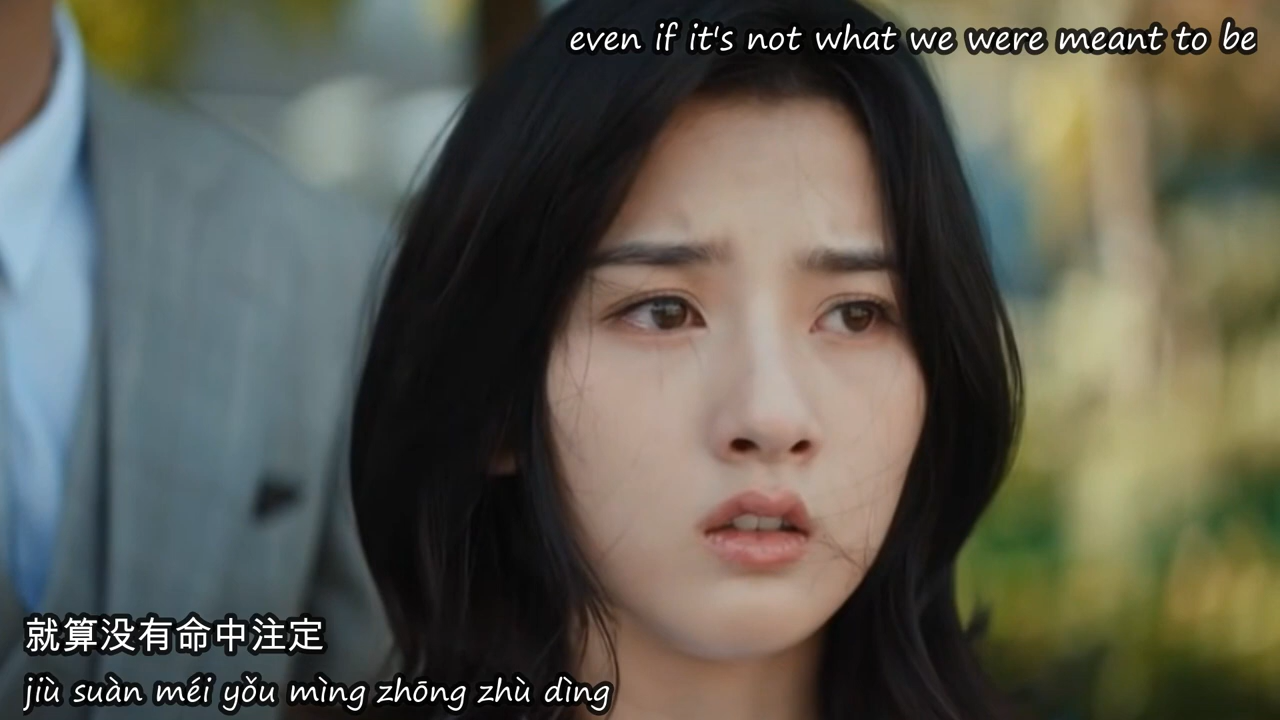 even if it's not what we were meant to be
就算没有命中注定
jiù suàn méi yǒu mìng zhōng zhù dìng